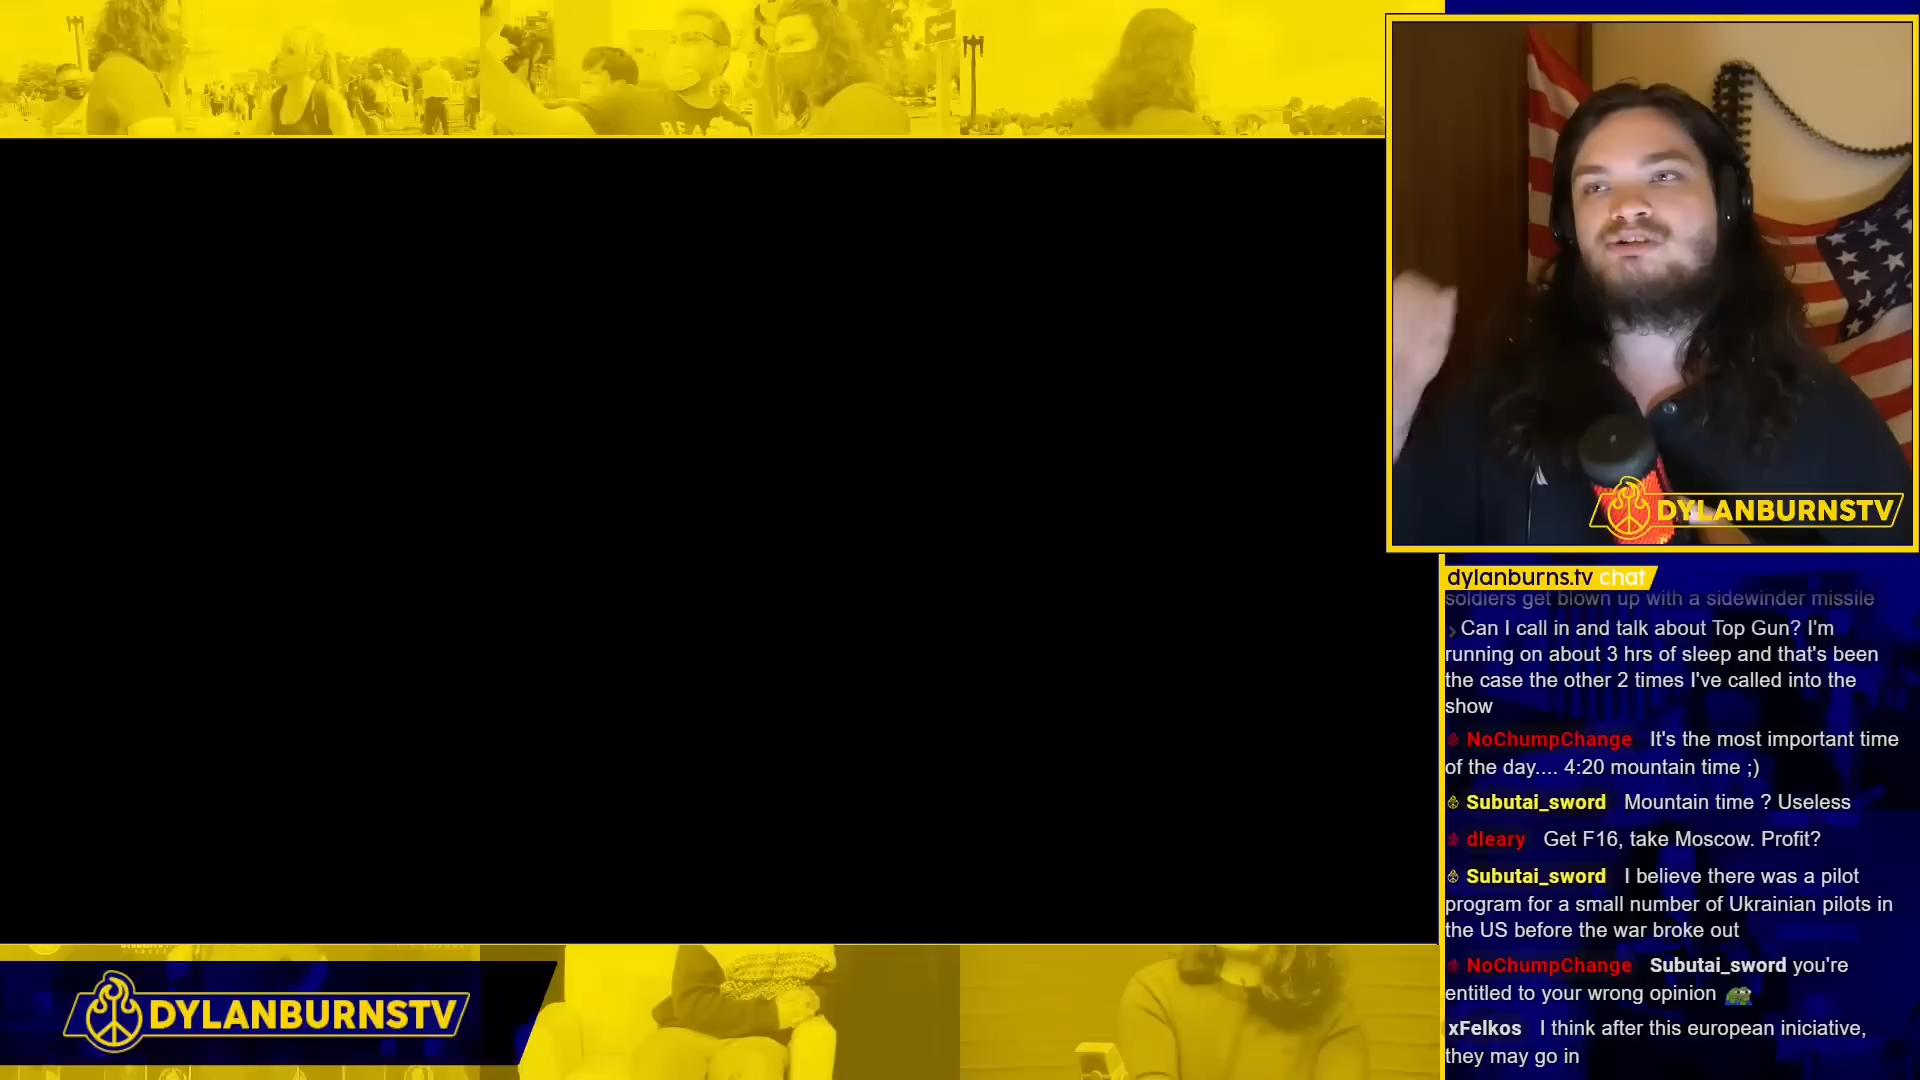 REA
DYLANBURNSTV
dylanburns.tv chat
soldiers get blown up with a sidewinder missile
Can I call in and talk about Top Gun? I'm
running on about 3 hrs of sleep and that's been
the case the other 2 times I've called into the
show
NoChumpChange It's the most important time
of the day.... 4:20 mountain time ;)
Subutai_sword Mountain time ? Useless
dleary Get F16, take Moscow. Profit?
Subutai_sword I believe there was a pilot
program for a small number of Ukrainian pilots in
the US before the war broke out
NoChumpChange Subutai_sword you're
entitled to your wrong opinion
xFelkos I think after this european iniciative,
they may go in
DYLANBURNSTV